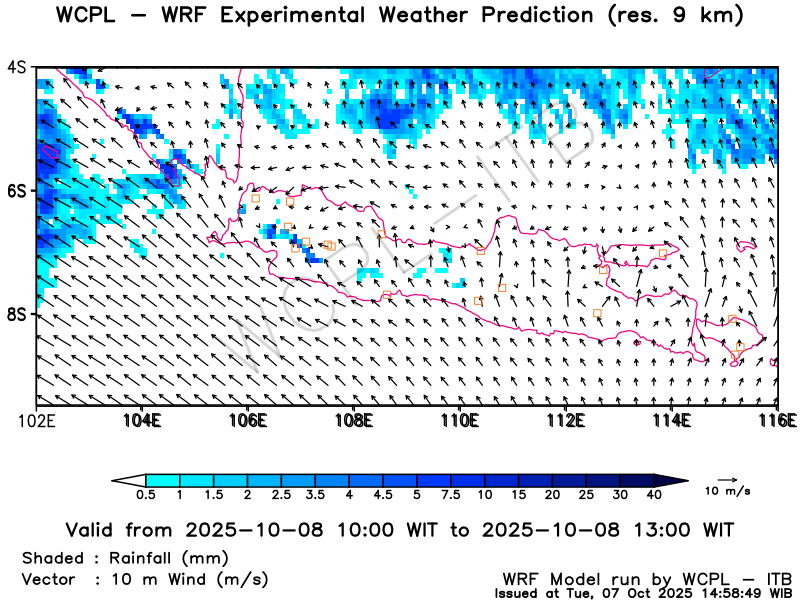 WCPL − WRF Experimental Weather Prediction (res. 9 km)
4S
6S
8S
WCPL−ITB
102E 104E 106E 108E 110E 112E 114E 116E
0.5 1 1.5 2 2.5 3.5 4 4.5 5 7.5 10 15 20 25 30 40
10 m/s
Valid from 2025−10−08 10:00 WIT to 2025−10−08 13:00 WIT
Shaded : Rainfall (mm)
Vector : 10 m Wind (m/s)
WRF Model run by WCPL − ITB
Issued at Tue, 07 Oct 2025 14:58:49 WIB